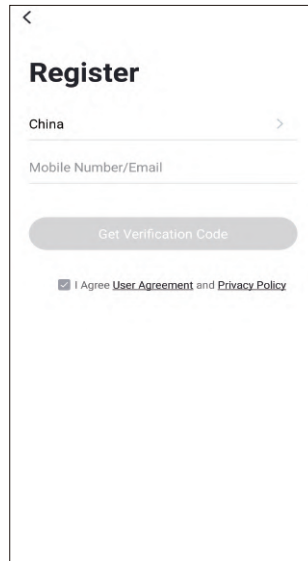 Register
China
Mobile Number/Email
Get Verification Code
I Agree User Agreement and Privacy Policy